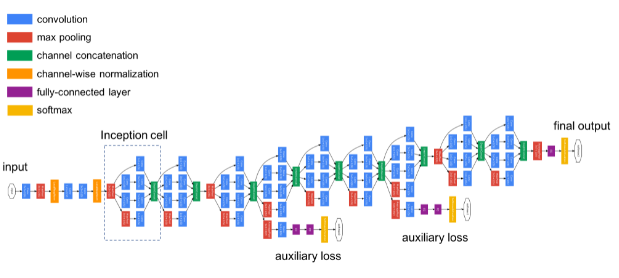 convolution
max pooling
channel concatenation
channel-wise normalization
fully-connected layer
softmax
Inception cell
input
final output
auxiliary loss
auxiliary loss